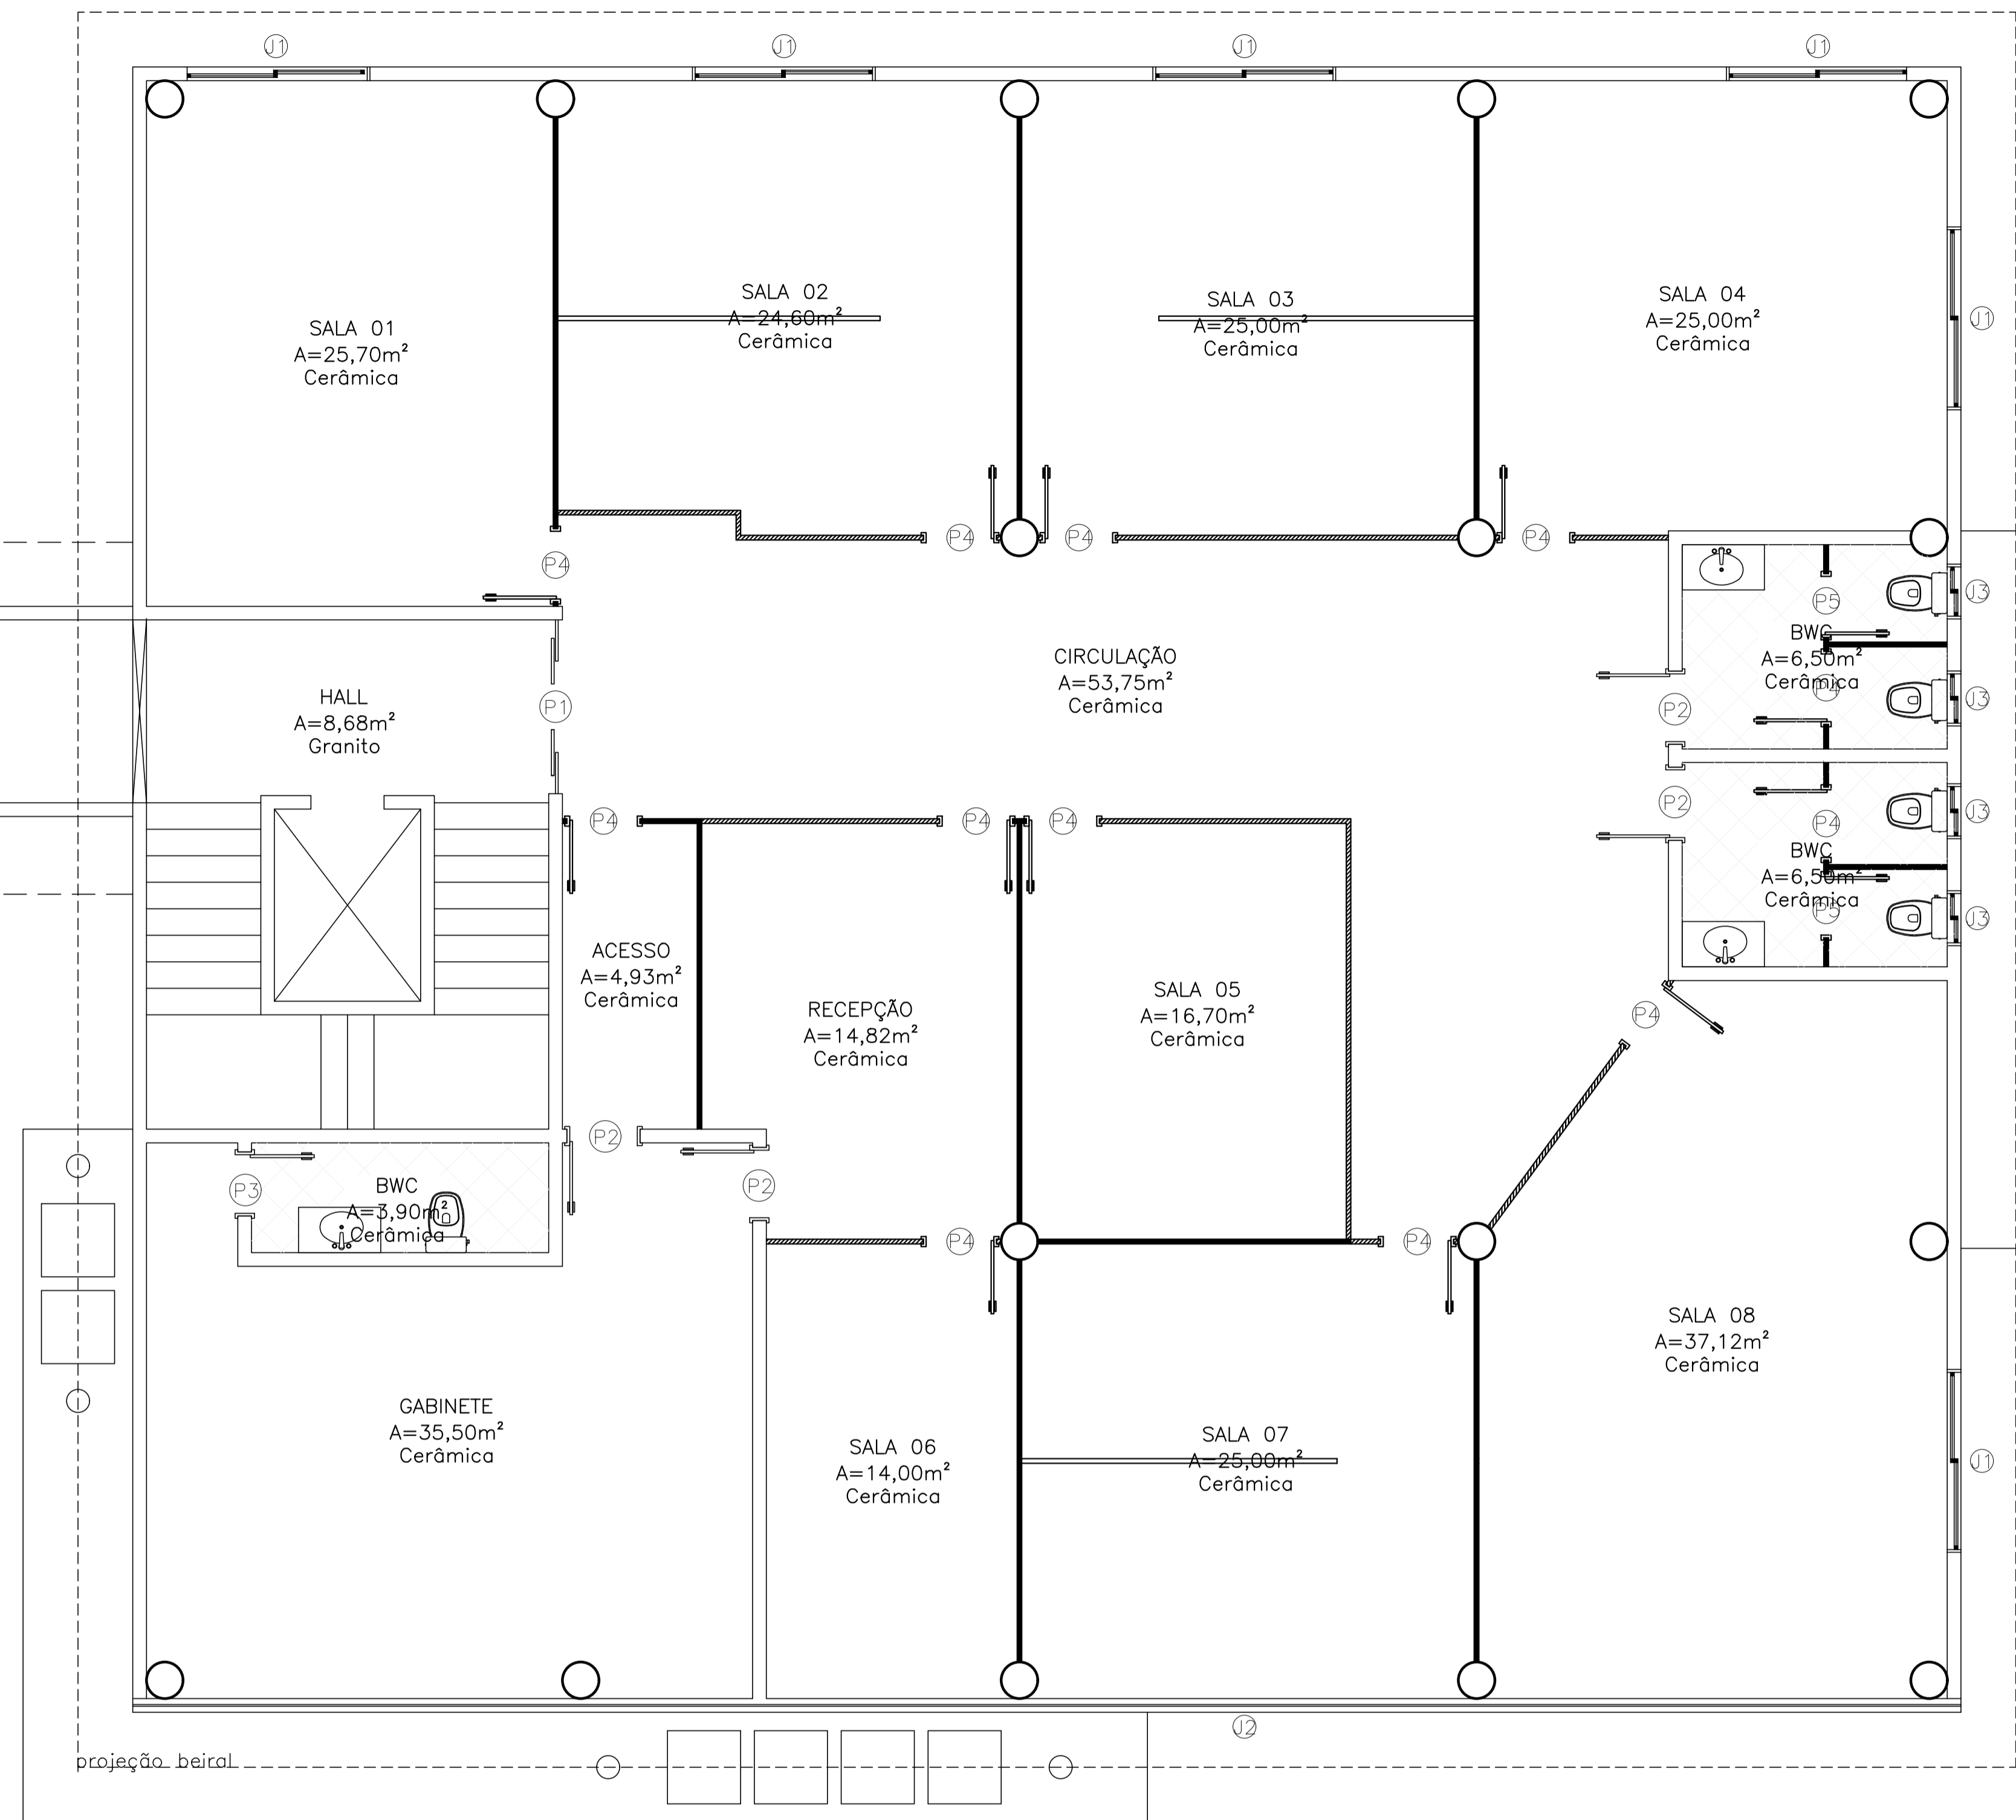 J1
J1
J1
J1
SALA 01
A=25,70m²
Cerâmica
SALA 02
A=24,60m²
Cerâmica
SALA 03
A=25,00m²
Cerâmica
SALA 04
A=25,00m²
Cerâmica
J1
P4
P4
P4
P4
P5
J3
BWC
A=6,50m²
Cerâmica
P4
J3
HALL
A=8,68m²
Granito
P1
CIRCULAÇÃO
A=53,75m²
Cerâmica
P2
P2
P4
P4
P4
P4
J3
BWC
A=6,50m²
Cerâmica
P5
J3
ACESSO
A=4,93m²
Cerâmica
RECEPÇÃO
A=14,82m²
Cerâmica
SALA 05
A=16,70m²
Cerâmica
P4
P2
P3
BWC
A=3,90m²
Cerâmica
P2
P4
P4
SALA 08
A=37,12m²
Cerâmica
GABINETE
A=35,50m²
Cerâmica
SALA 06
A=14,00m²
Cerâmica
SALA 07
A=25,00m²
Cerâmica
J1
J2
projeção beiral